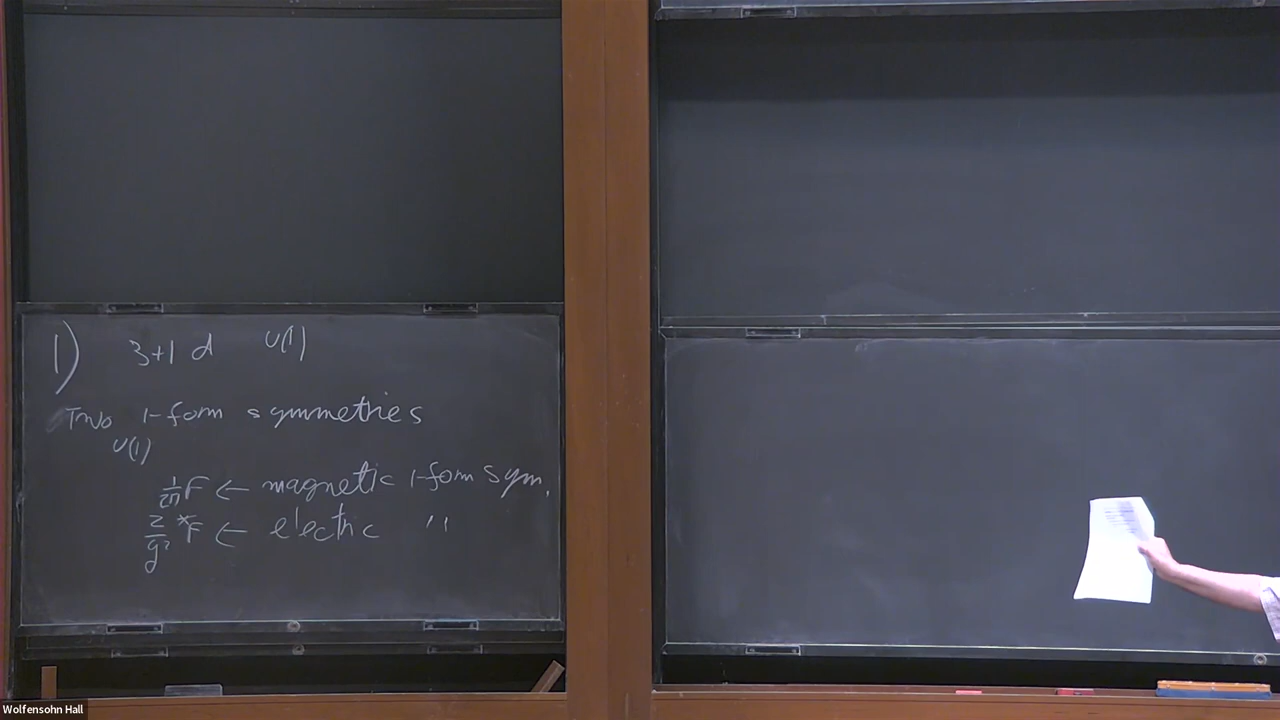 1) 3+1 d U(1)
Two 1-form symmetries
U(1)
1/2π F ← magnetic 1-form sym.
2/g² *F ← electric "
Wolfensohn Hall